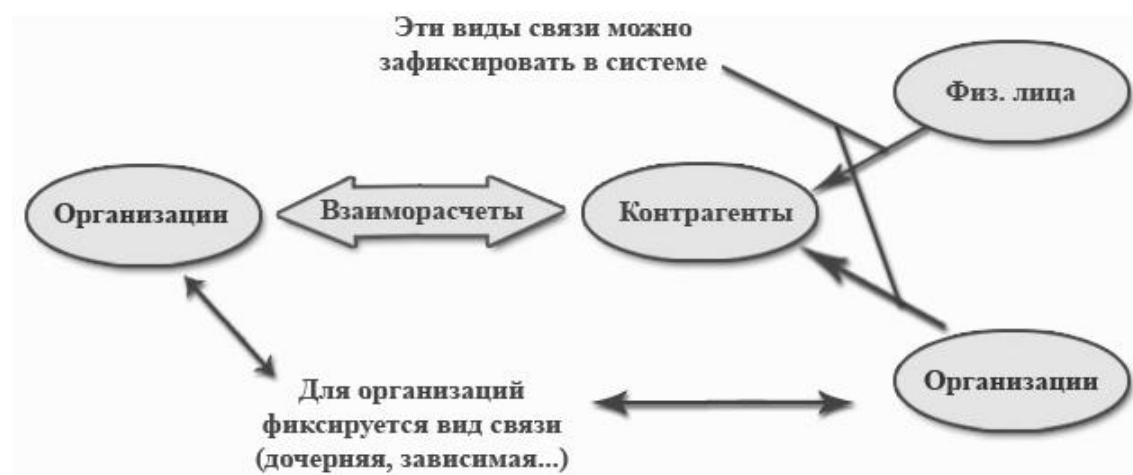 Эти виды связи можно
зафиксировать в системе
Физ. лица
Организации
Взаиморасчеты
Контрагенты
Организации
Для организаций
фиксируется вид связи
(дочерняя, зависимая...)